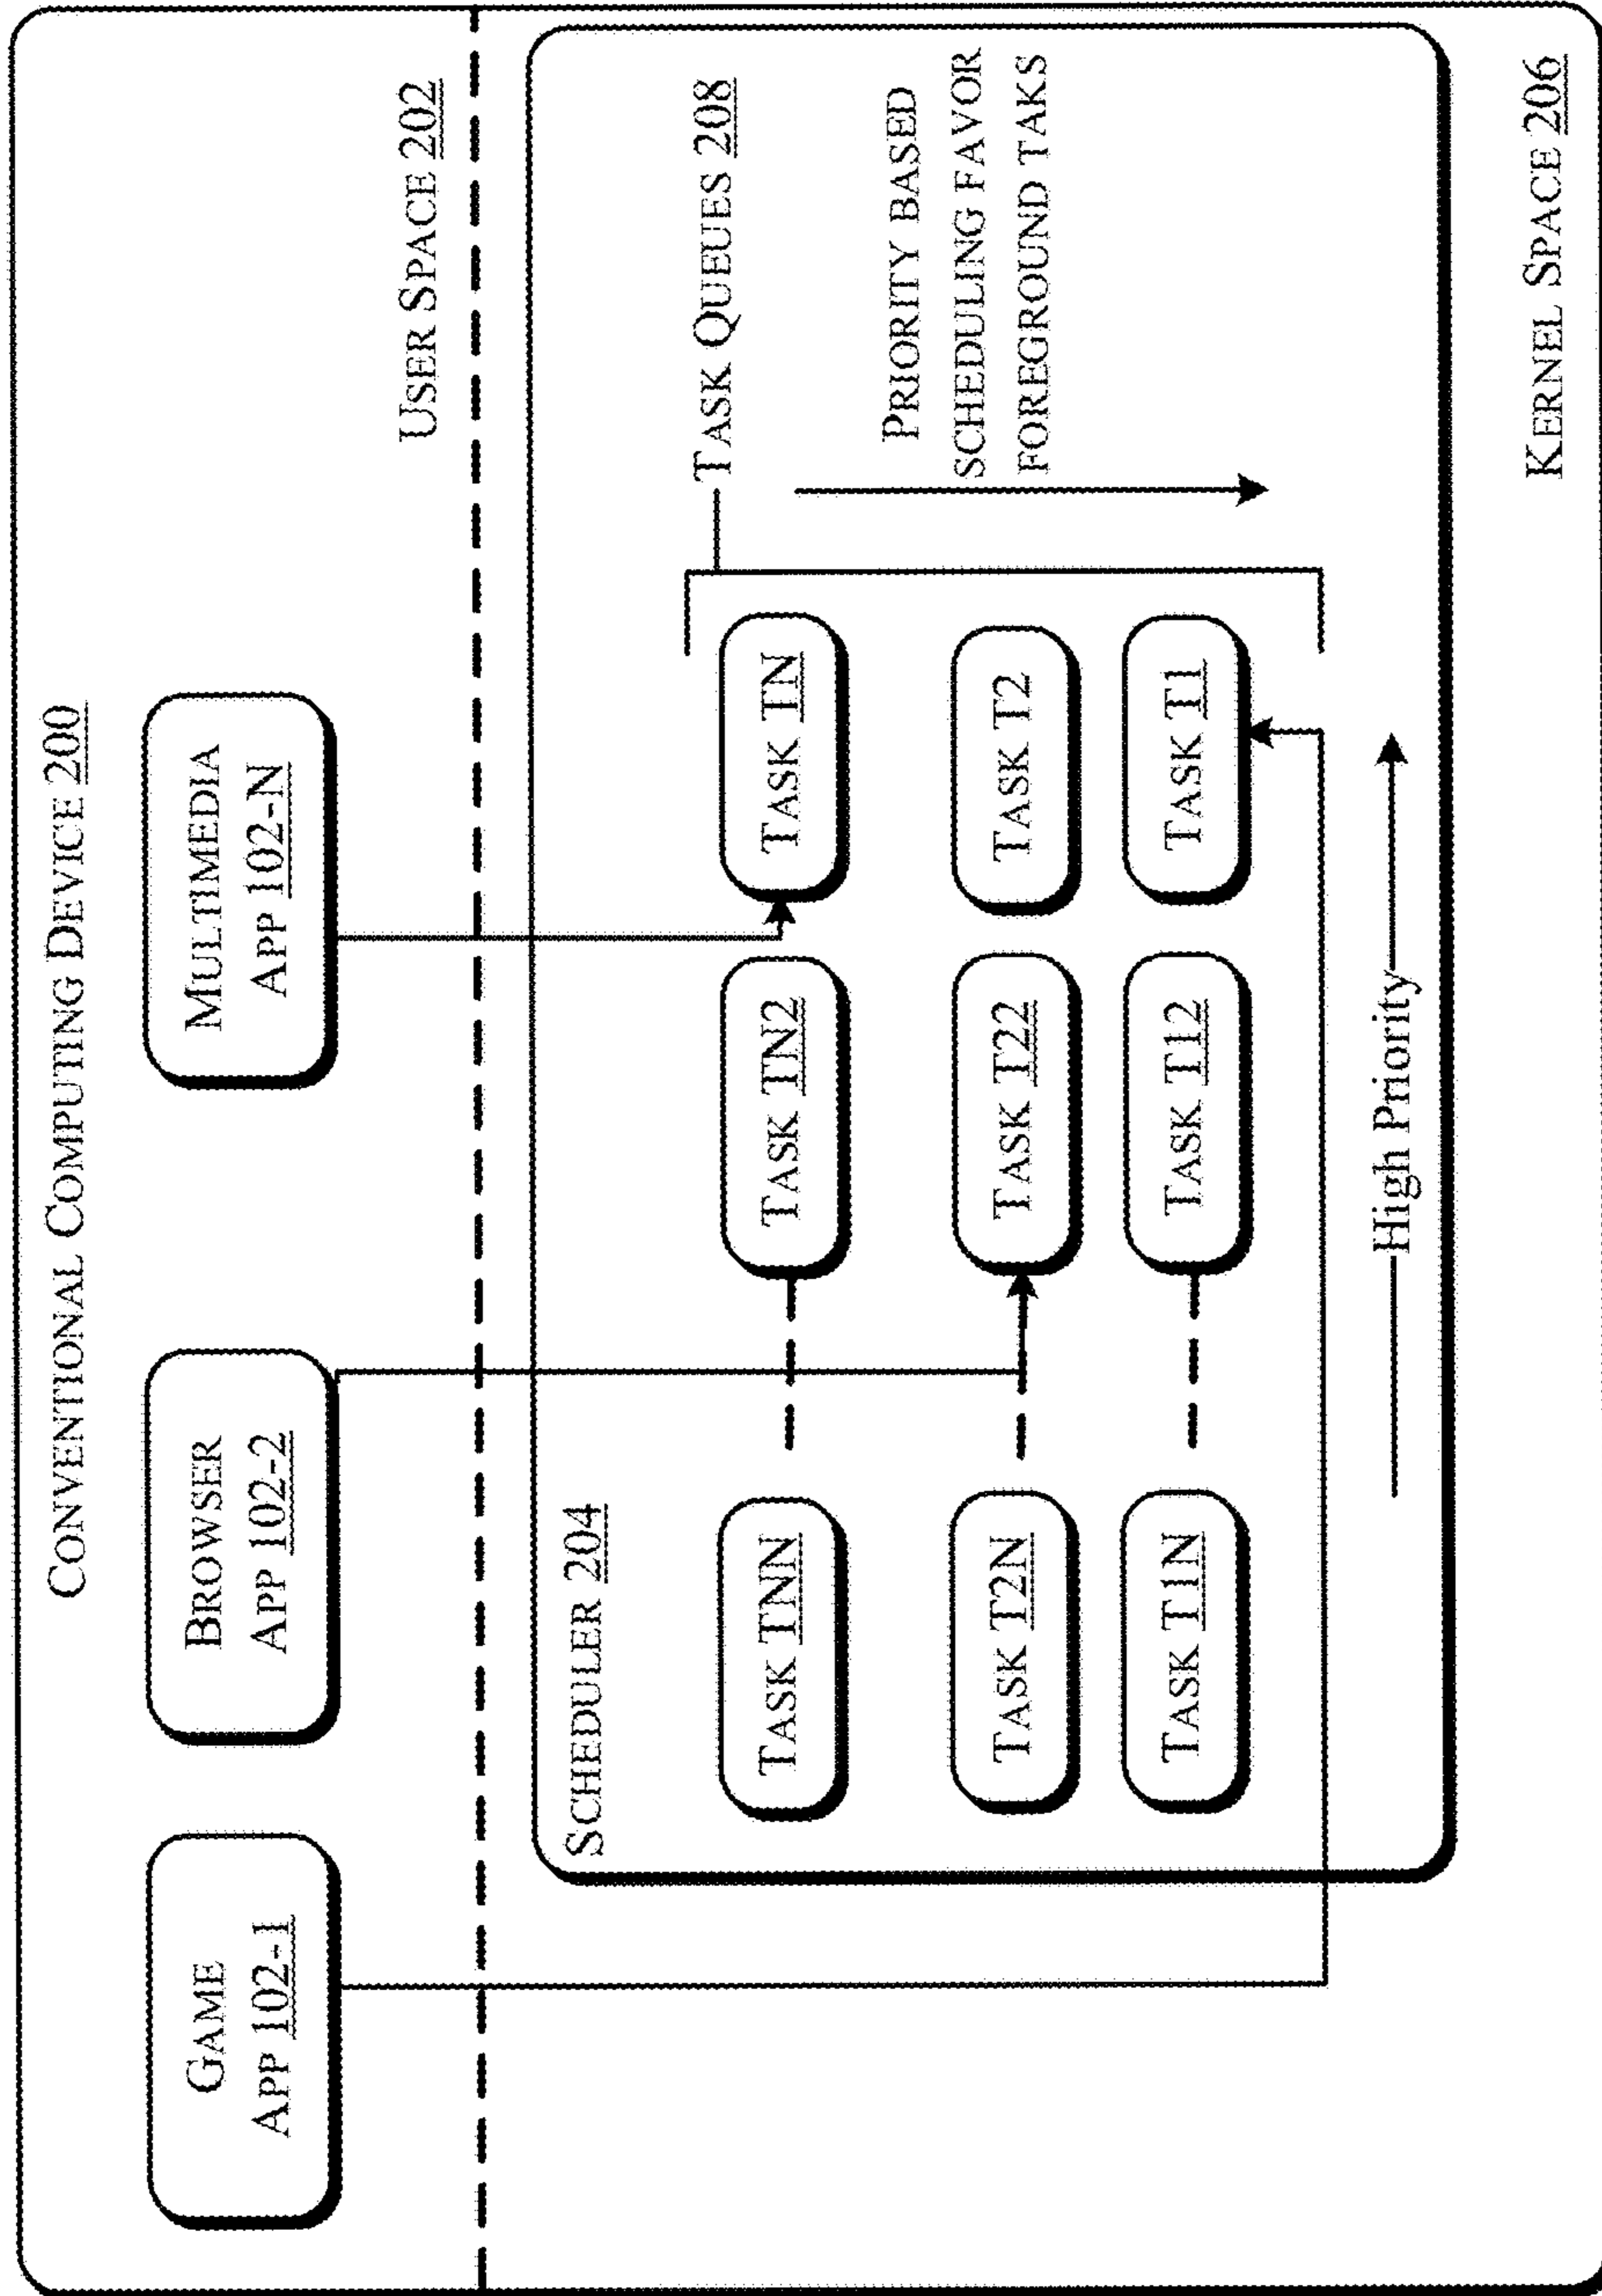 CONVENTIONAL COMPUTING DEVICE 200
GAME
APP 102-1
BROWSER
APP 102-2
MULTIMEDIA
APP 102-N
USER SPACE 202
SCHEDULER 204
TASK QUEUES 208
TASK TNN
TASK TN2
TASK TN
PRIORITY BASED
SCHEDULING FAVOR
FOREGROUND TAKS
TASK T2N
TASK T22
TASK T2
TASK T1N
TASK T12
TASK T1
High Priority
KERNEL SPACE 206